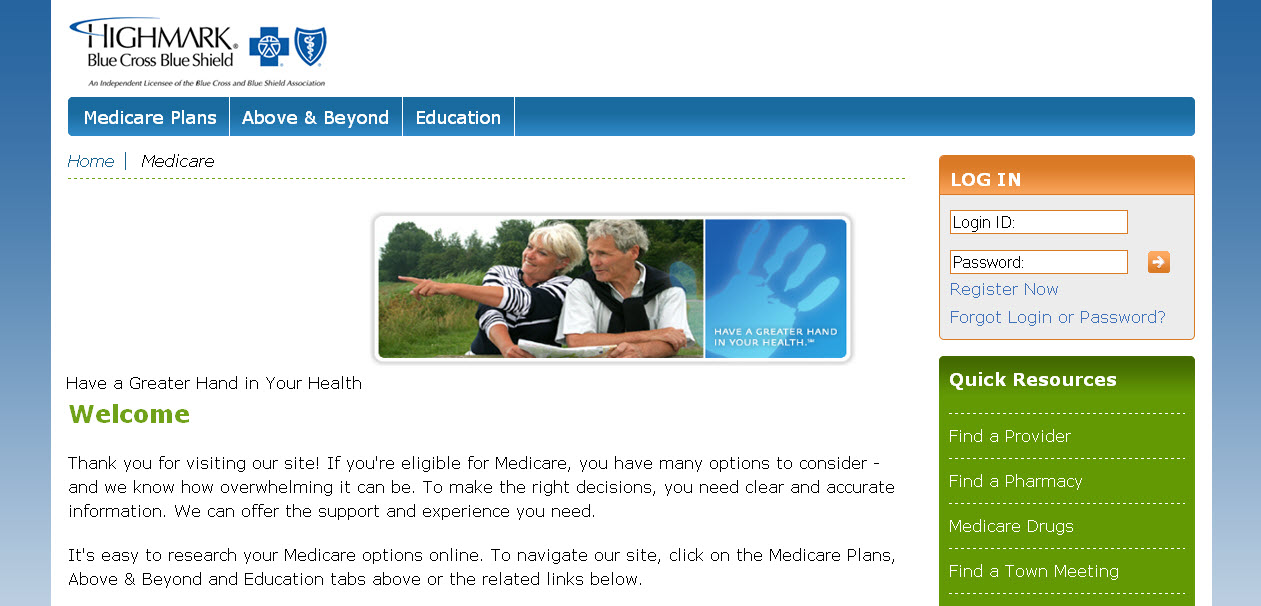 HIGHMARK®
Blue Cross Blue Shield
An Independent Licensee of the Blue Cross and Blue Shield Association
Medicare Plans
Above & Beyond
Education
Home | Medicare
HAVE A GREATER HAND
IN YOUR HEALTH.℠
Have a Greater Hand in Your Health
Welcome
Thank you for visiting our site! If you're eligible for Medicare, you have many options to consider -
and we know how overwhelming it can be. To make the right decisions, you need clear and accurate
information. We can offer the support and experience you need.
It's easy to research your Medicare options online. To navigate our site, click on the Medicare Plans,
Above & Beyond and Education tabs above or the related links below.
LOG IN
Login ID:
Password:
Register Now
Forgot Login or Password?
Quick Resources
Find a Provider
Find a Pharmacy
Medicare Drugs
Find a Town Meeting